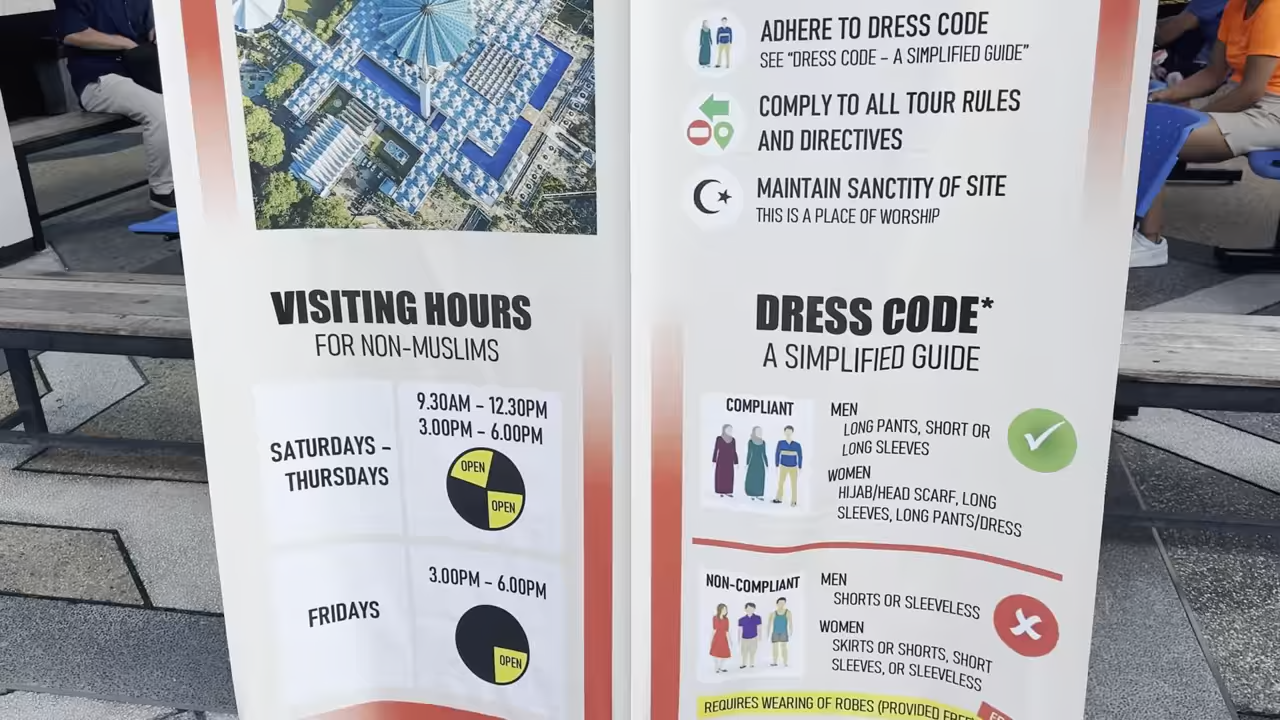 VISITING HOURS
FOR NON-MUSLIMS
SATURDAYS –
THURSDAYS
9.30AM – 12.30PM
3.00PM – 6.00PM
OPEN
OPEN
FRIDAYS
3.00PM – 6.00PM
OPEN
ADHERE TO DRESS CODE
SEE “DRESS CODE – A SIMPLIFIED GUIDE”
COMPLY TO ALL TOUR RULES
AND DIRECTIVES
MAINTAIN SANCTITY OF SITE
THIS IS A PLACE OF WORSHIP
DRESS CODE*
A SIMPLIFIED GUIDE
COMPLIANT
MEN
LONG PANTS, SHORT OR
LONG SLEEVES
WOMEN
HIJAB/HEAD SCARF, LONG
SLEEVES, LONG PANTS/DRESS
NON-COMPLIANT
MEN
SHORTS OR SLEEVELESS
WOMEN
SKIRTS OR SHORTS, SHORT
SLEEVES, OR SLEEVELESS
REQUIRES WEARING OF ROBES (PROVIDED